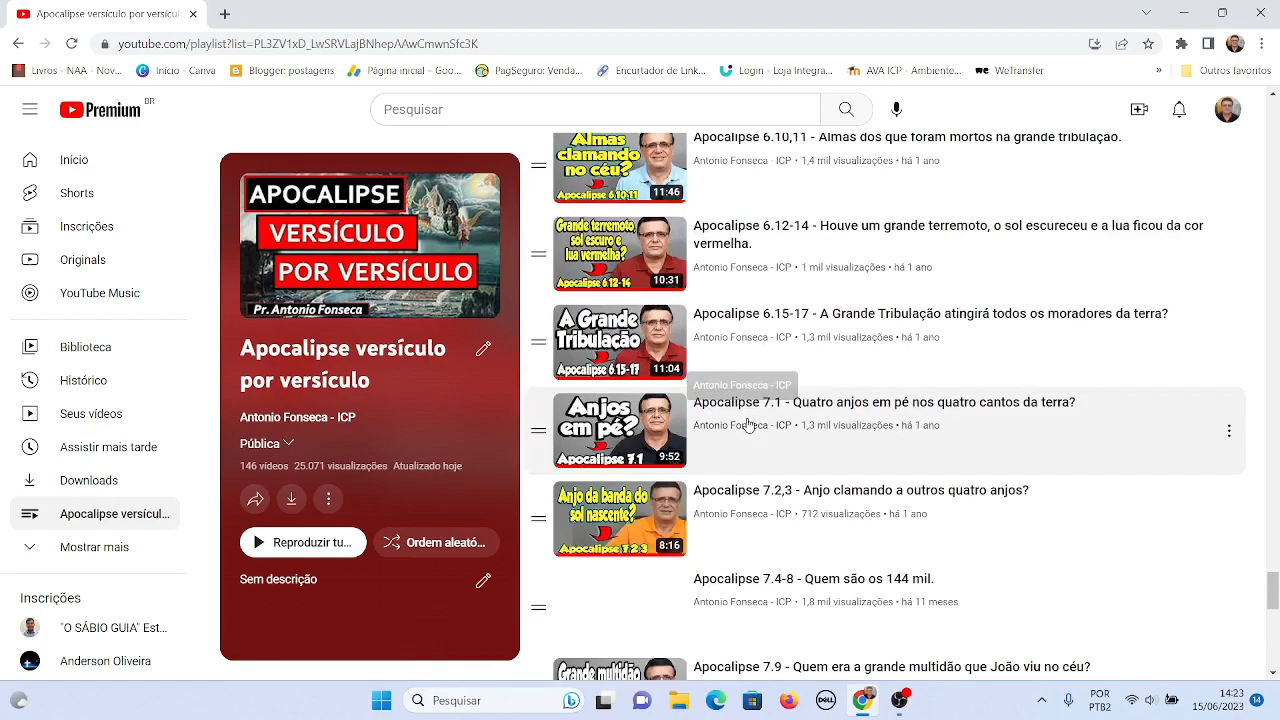 Apocalipse versículo
youtube.com/playlist?list=PL3ZV1xD_LwSRVLajBNhepAAwCmwnSfc3K
Livros - NAA - Nov...
Início - Canva
Blogger: postagens
Página inicial – Goo...
PagSeguro: Venda...
Encurtador de Link...
Login - Loja Integra...
AVA ICP - Ambiente...
we WeTransfer
»
Outros favoritos
Premium BR
Pesquisar
Início
Shorts
Inscrições
Originals
YouTube Music
Biblioteca
Histórico
Seus vídeos
Assistir mais tarde
Downloads
Apocalipse versícul...
Mostrar mais
Inscrições
"O SÁBIO GUIA" Est...
Anderson Oliveira
APOCALIPSE
VERSÍCULO
POR VERSÍCULO
Pr. Antonio Fonseca
Apocalipse versículo
por versículo
Antonio Fonseca - ICP
Pública
146 vídeos 25.071 visualizações Atualizado hoje
Reproduzir tu...
Ordem aleató...
Sem descrição
Almas
clamando
no céu?
Apocalipse 6.10,11
11:46
Apocalipse 6.10,11 - Almas dos que foram mortos na grande tribulação.
Antonio Fonseca - ICP • 1,4 mil visualizações • há 1 ano
Grande terremoto,
sol escuro e
lua vermelha?
Apocalipse 6.12-14
10:31
Apocalipse 6.12-14 - Houve um grande terremoto, o sol escureceu e a lua ficou da cor
vermelha.
Antonio Fonseca - ICP • 1 mil visualizações • há 1 ano
A Grande
Tribulação
Apocalipse 6.15-17
11:04
Apocalipse 6.15-17 - A Grande Tribulação atingirá todos os moradores da terra?
Antonio Fonseca - ICP • 1,3 mil visualizações • há 1 ano
Antonio Fonseca - ICP
Anjos
em pé?
Apocalipse 7.1
9:52
Apocalipse 7.1 - Quatro anjos em pé nos quatro cantos da terra?
Antonio Fonseca - ICP • 1,3 mil visualizações • há 1 ano
Anjo da banda do
sol nascente?
Apocalipse 7.2,3
8:16
Apocalipse 7.2,3 - Anjo clamando a outros quatro anjos?
Antonio Fonseca - ICP • 712 visualizações • há 1 ano
Apocalipse 7.4-8 - Quem são os 144 mil.
Antonio Fonseca - ICP • 1,8 mil visualizações • há 11 meses
Grande multidão
Apocalipse 7.9 - Quem era a grande multidão que João viu no céu?
Pesquisar
DELL
POR
PTB2
14:23
15/06/2023
14